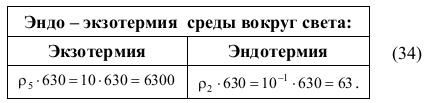 Эндо – экзотермия среды вокруг света:
Экзотермия Эндотермия
ρ₅ · 630 = 10 · 630 = 6300 ρ₂ · 630 = 10⁻¹ · 630 = 63 . (34)